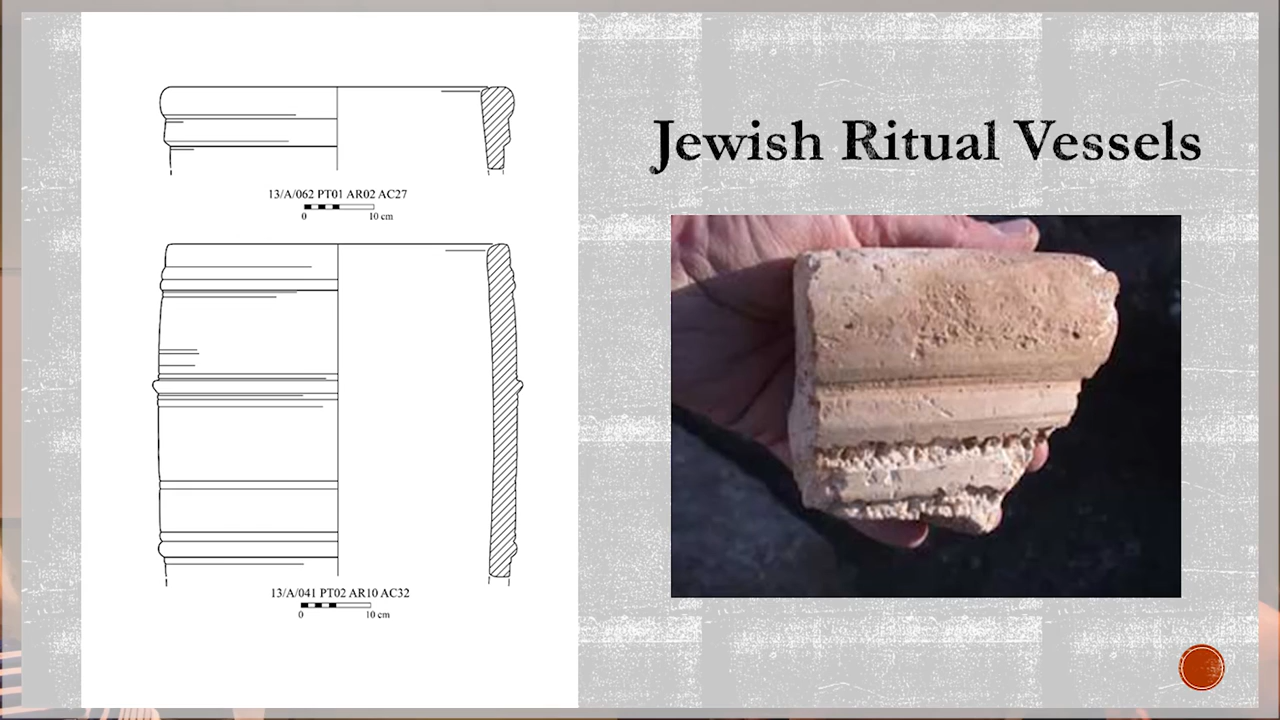 13/A/062 PT01 AR02 AC27
0 10 cm
13/A/041 PT02 AR10 AC32
0 10 cm
Jewish Ritual Vessels